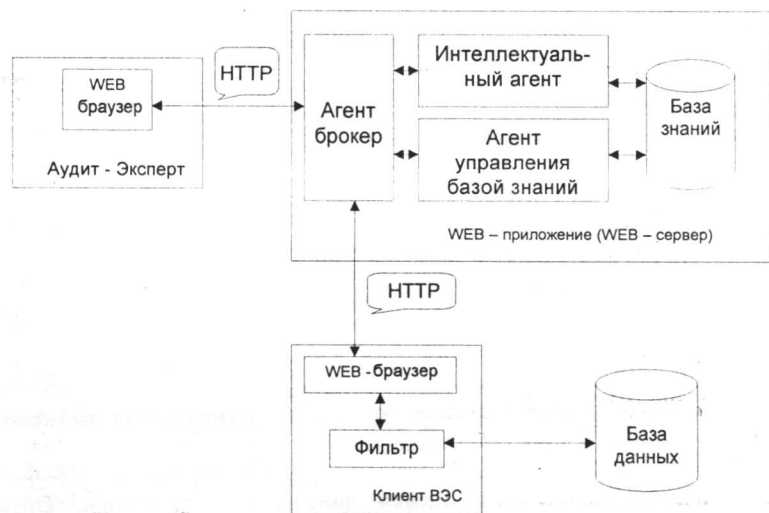 WEB
браузер
Аудит - Эксперт
HTTP
Агент
брокер
Интеллектуаль-
ный агент
Агент
управления
базой знаний
База
знаний
WEB – приложение (WEB – сервер)
HTTP
WEB -браузер
Фильтр
Клиент ВЭС
База
данных